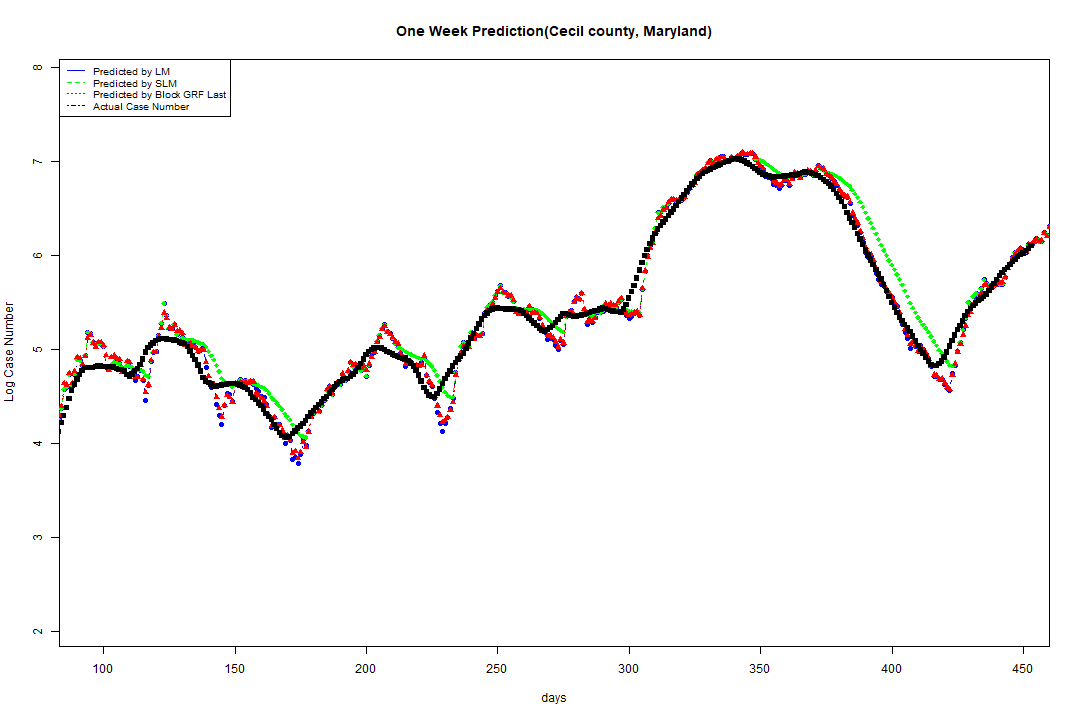 One Week Prediction(Cecil county, Maryland)
Predicted by LM
Predicted by SLM
Predicted by Block GRF Last
Actual Case Number
Log Case Number
8
7
6
5
4
3
2
100 150 200 250 300 350 400 450
days